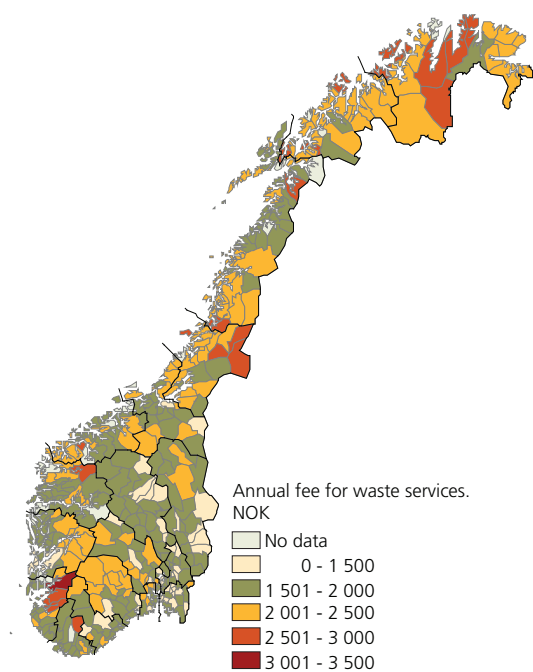 Annual fee for waste services.
NOK
No data
0 - 1 500
1 501 - 2 000
2 001 - 2 500
2 501 - 3 000
3 001 - 3 500